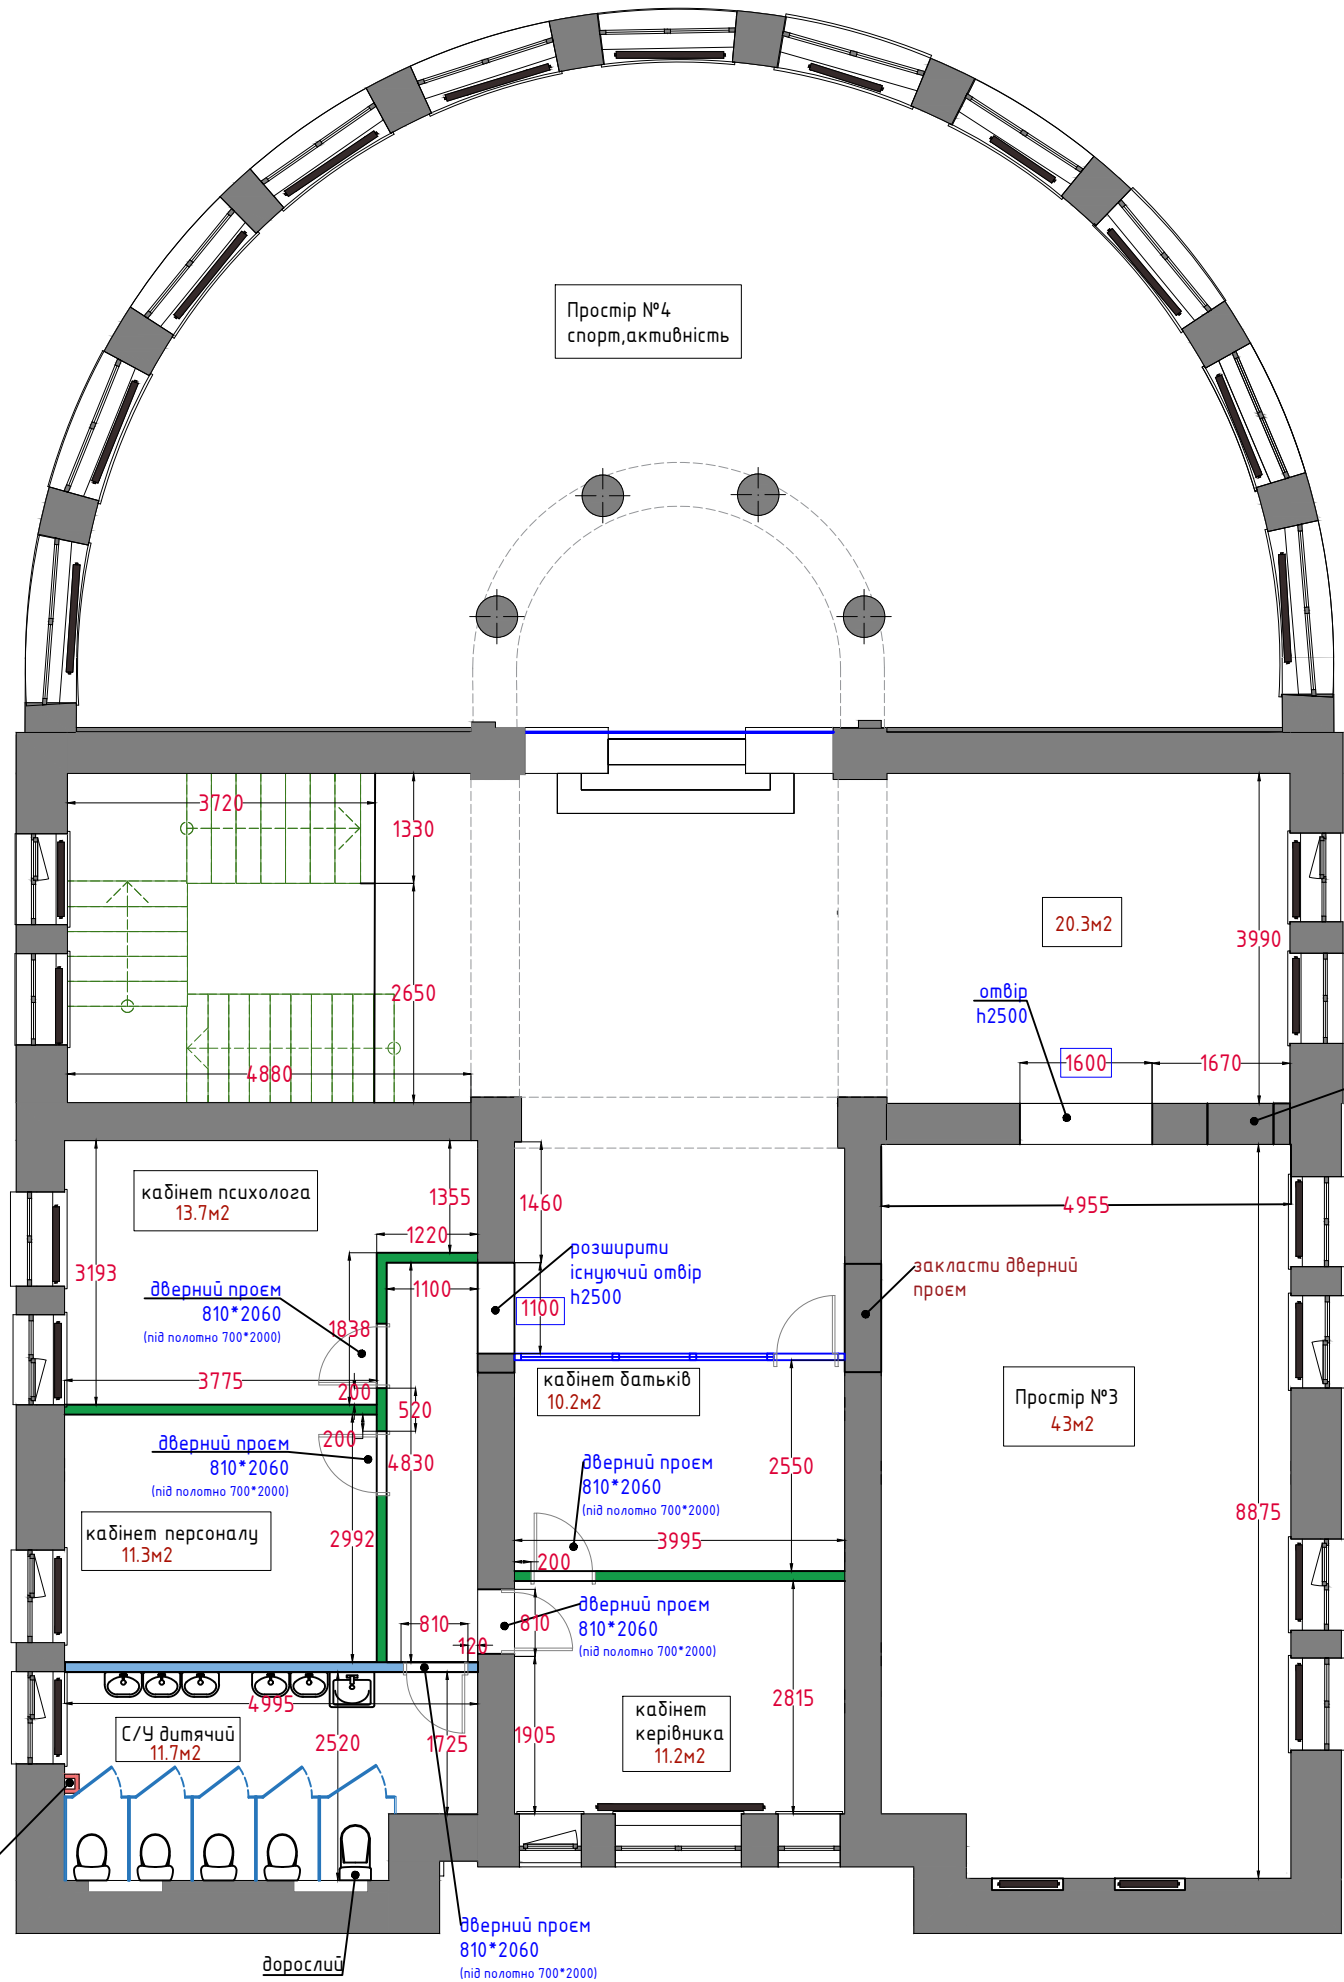 Простір №4
спорт,активність
3720
1330
20.3м2
3990
2650
отвір
h2500
4880
1600
1670
кабінет психолога
13.7м2
1355
1460
4955
1220
розширити
існуючий отвір
h2500
закласти дверний
проєм
3193
дверний проєм
810*2060
(під полотно 700*2000)
1100
1100
1838
3775
200
кабінет батьків
10.2м2
Простір №3
43м2
520
200
дверний проєм
810*2060
(під полотно 700*2000)
4830
дверний проєм
810*2060
(під полотно 700*2000)
2550
8875
кабінет персоналу
11.3м2
2992
3995
200
дверний проєм
810*2060
(під полотно 700*2000)
810
810
120
4995
С/У дитячий
11.7м2
2520
1725
1905
кабінет
керівника
11.2м2
2815
дорослий
дверний проєм
810*2060
(під полотно 700*2000)